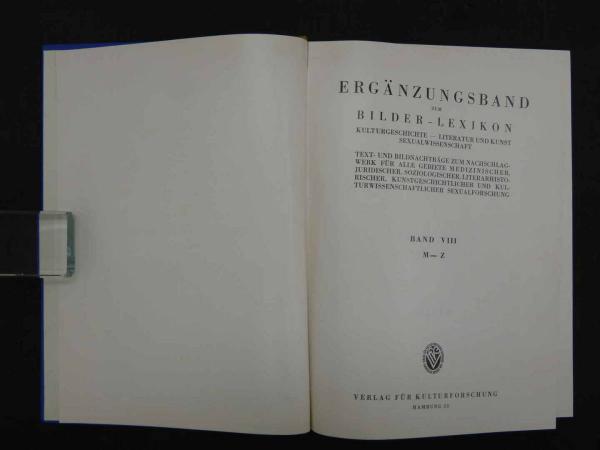 ERGÄNZUNGSBAND
ZUM
BILDER-LEXIKON
KULTURGESCHICHTE — LITERATUR UND KUNST
SEXUALWISSENSCHAFT
TEXT- UND BILDNACHTRÄGE ZUM NACHSCHLAG-
WERK FÜR ALLE GEBIETE MEDIZINISCHER,
JURIDISCHER, SOZIOLOGISCHER, LITERARHISTO-
RISCHER, KUNSTGESCHICHTLICHER UND KUL-
TURWISSENSCHAFTLICHER SEXUALFORSCHUNG
BAND VIII
M — Z
VERLAG FÜR KULTURFORSCHUNG
HAMBURG